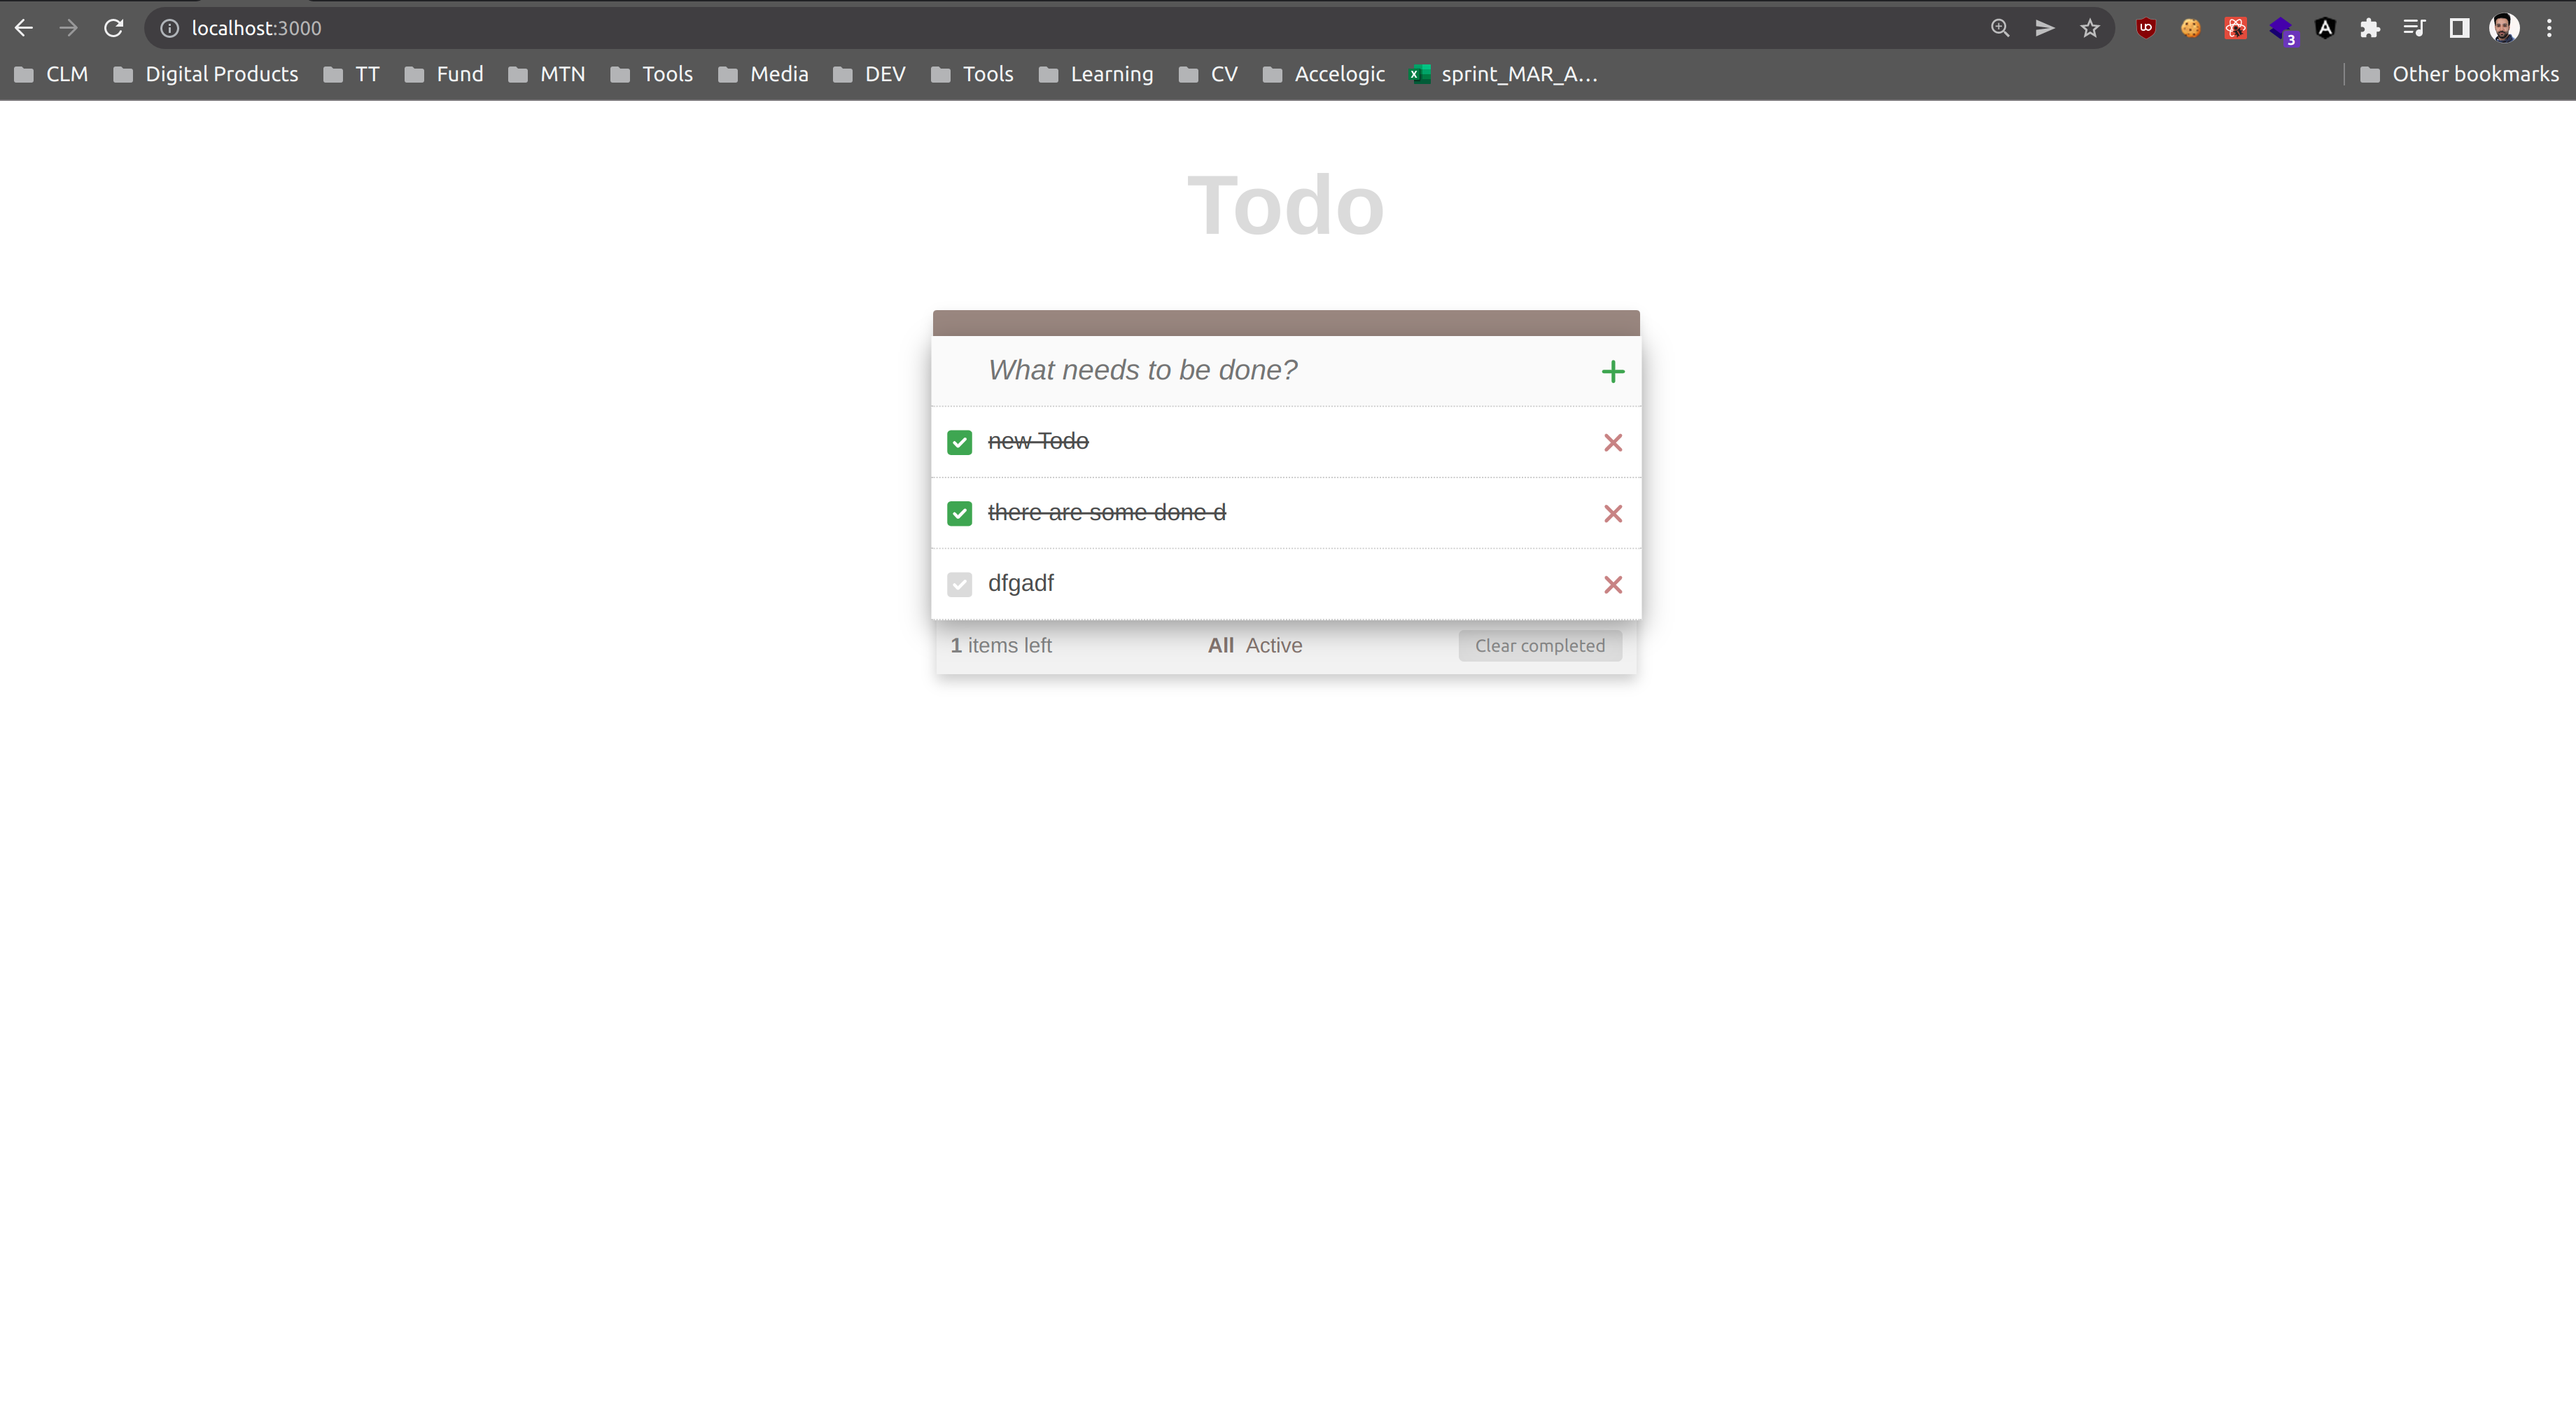 localhost:3000
CLM Digital Products TT Fund MTN Tools Media DEV Tools Learning CV Accelogic sprint_MAR_A... Other bookmarks
3
Todo
What needs to be done?
new Todo
there are some done d
dfgadf
1 items left All Active Clear completed